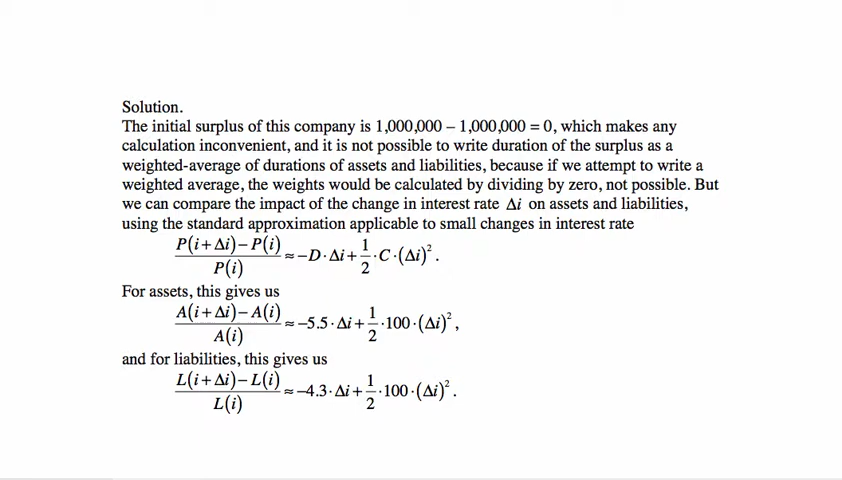 Solution.
The initial surplus of this company is 1,000,000 – 1,000,000 = 0, which makes any
calculation inconvenient, and it is not possible to write duration of the surplus as a
weighted-average of durations of assets and liabilities, because if we attempt to write a
weighted average, the weights would be calculated by dividing by zero, not possible. But
we can compare the impact of the change in interest rate Δi on assets and liabilities,
using the standard approximation applicable to small changes in interest rate
(P(i+Δi)–P(i))/P(i) ≈ –D·Δi + 1/2·C·(Δi)².
For assets, this gives us
(A(i+Δi)–A(i))/A(i) ≈ –5.5·Δi + 1/2·100·(Δi)²,
and for liabilities, this gives us
(L(i+Δi)–L(i))/L(i) ≈ –4.3·Δi + 1/2·100·(Δi)².